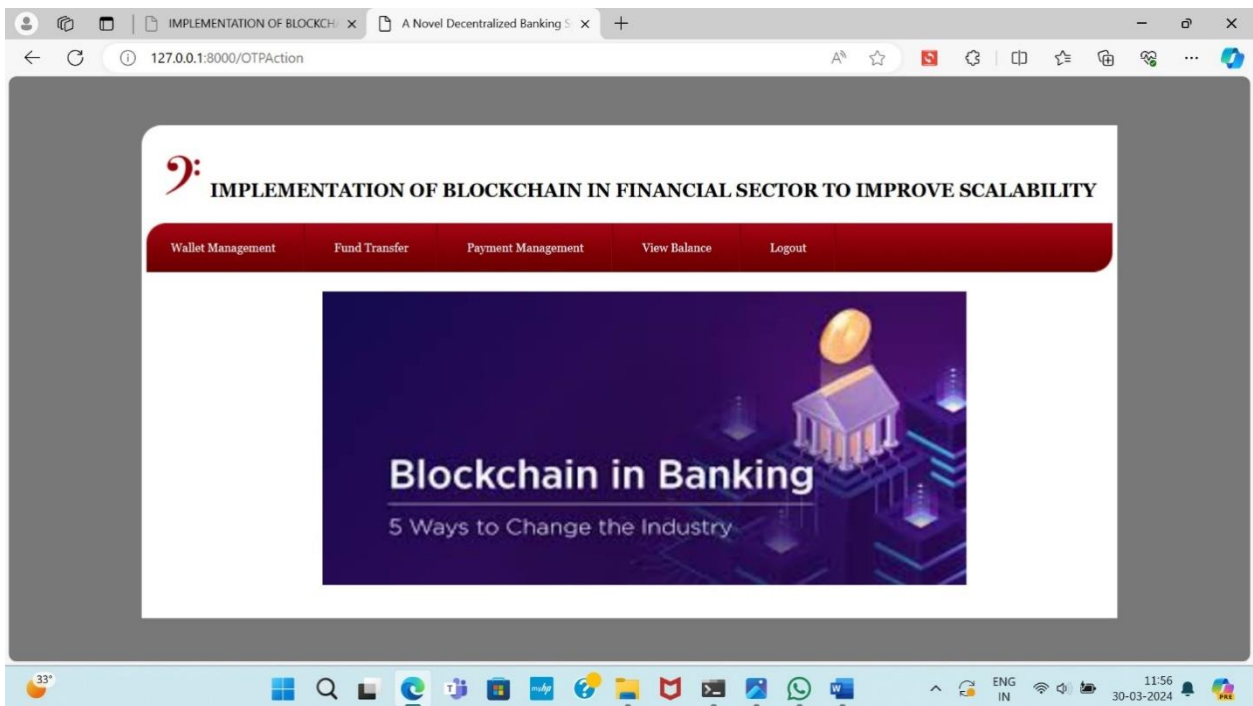 IMPLEMENTATION OF BLOCKCH
A Novel Decentralized Banking S
127.0.0.1:8000/OTPAction
IMPLEMENTATION OF BLOCKCHAIN IN FINANCIAL SECTOR TO IMPROVE SCALABILITY
Wallet Management Fund Transfer Payment Management View Balance Logout
Blockchain in Banking
5 Ways to Change the Industry
33°
myhp
ENG
IN
11:56
30-03-2024
PRE